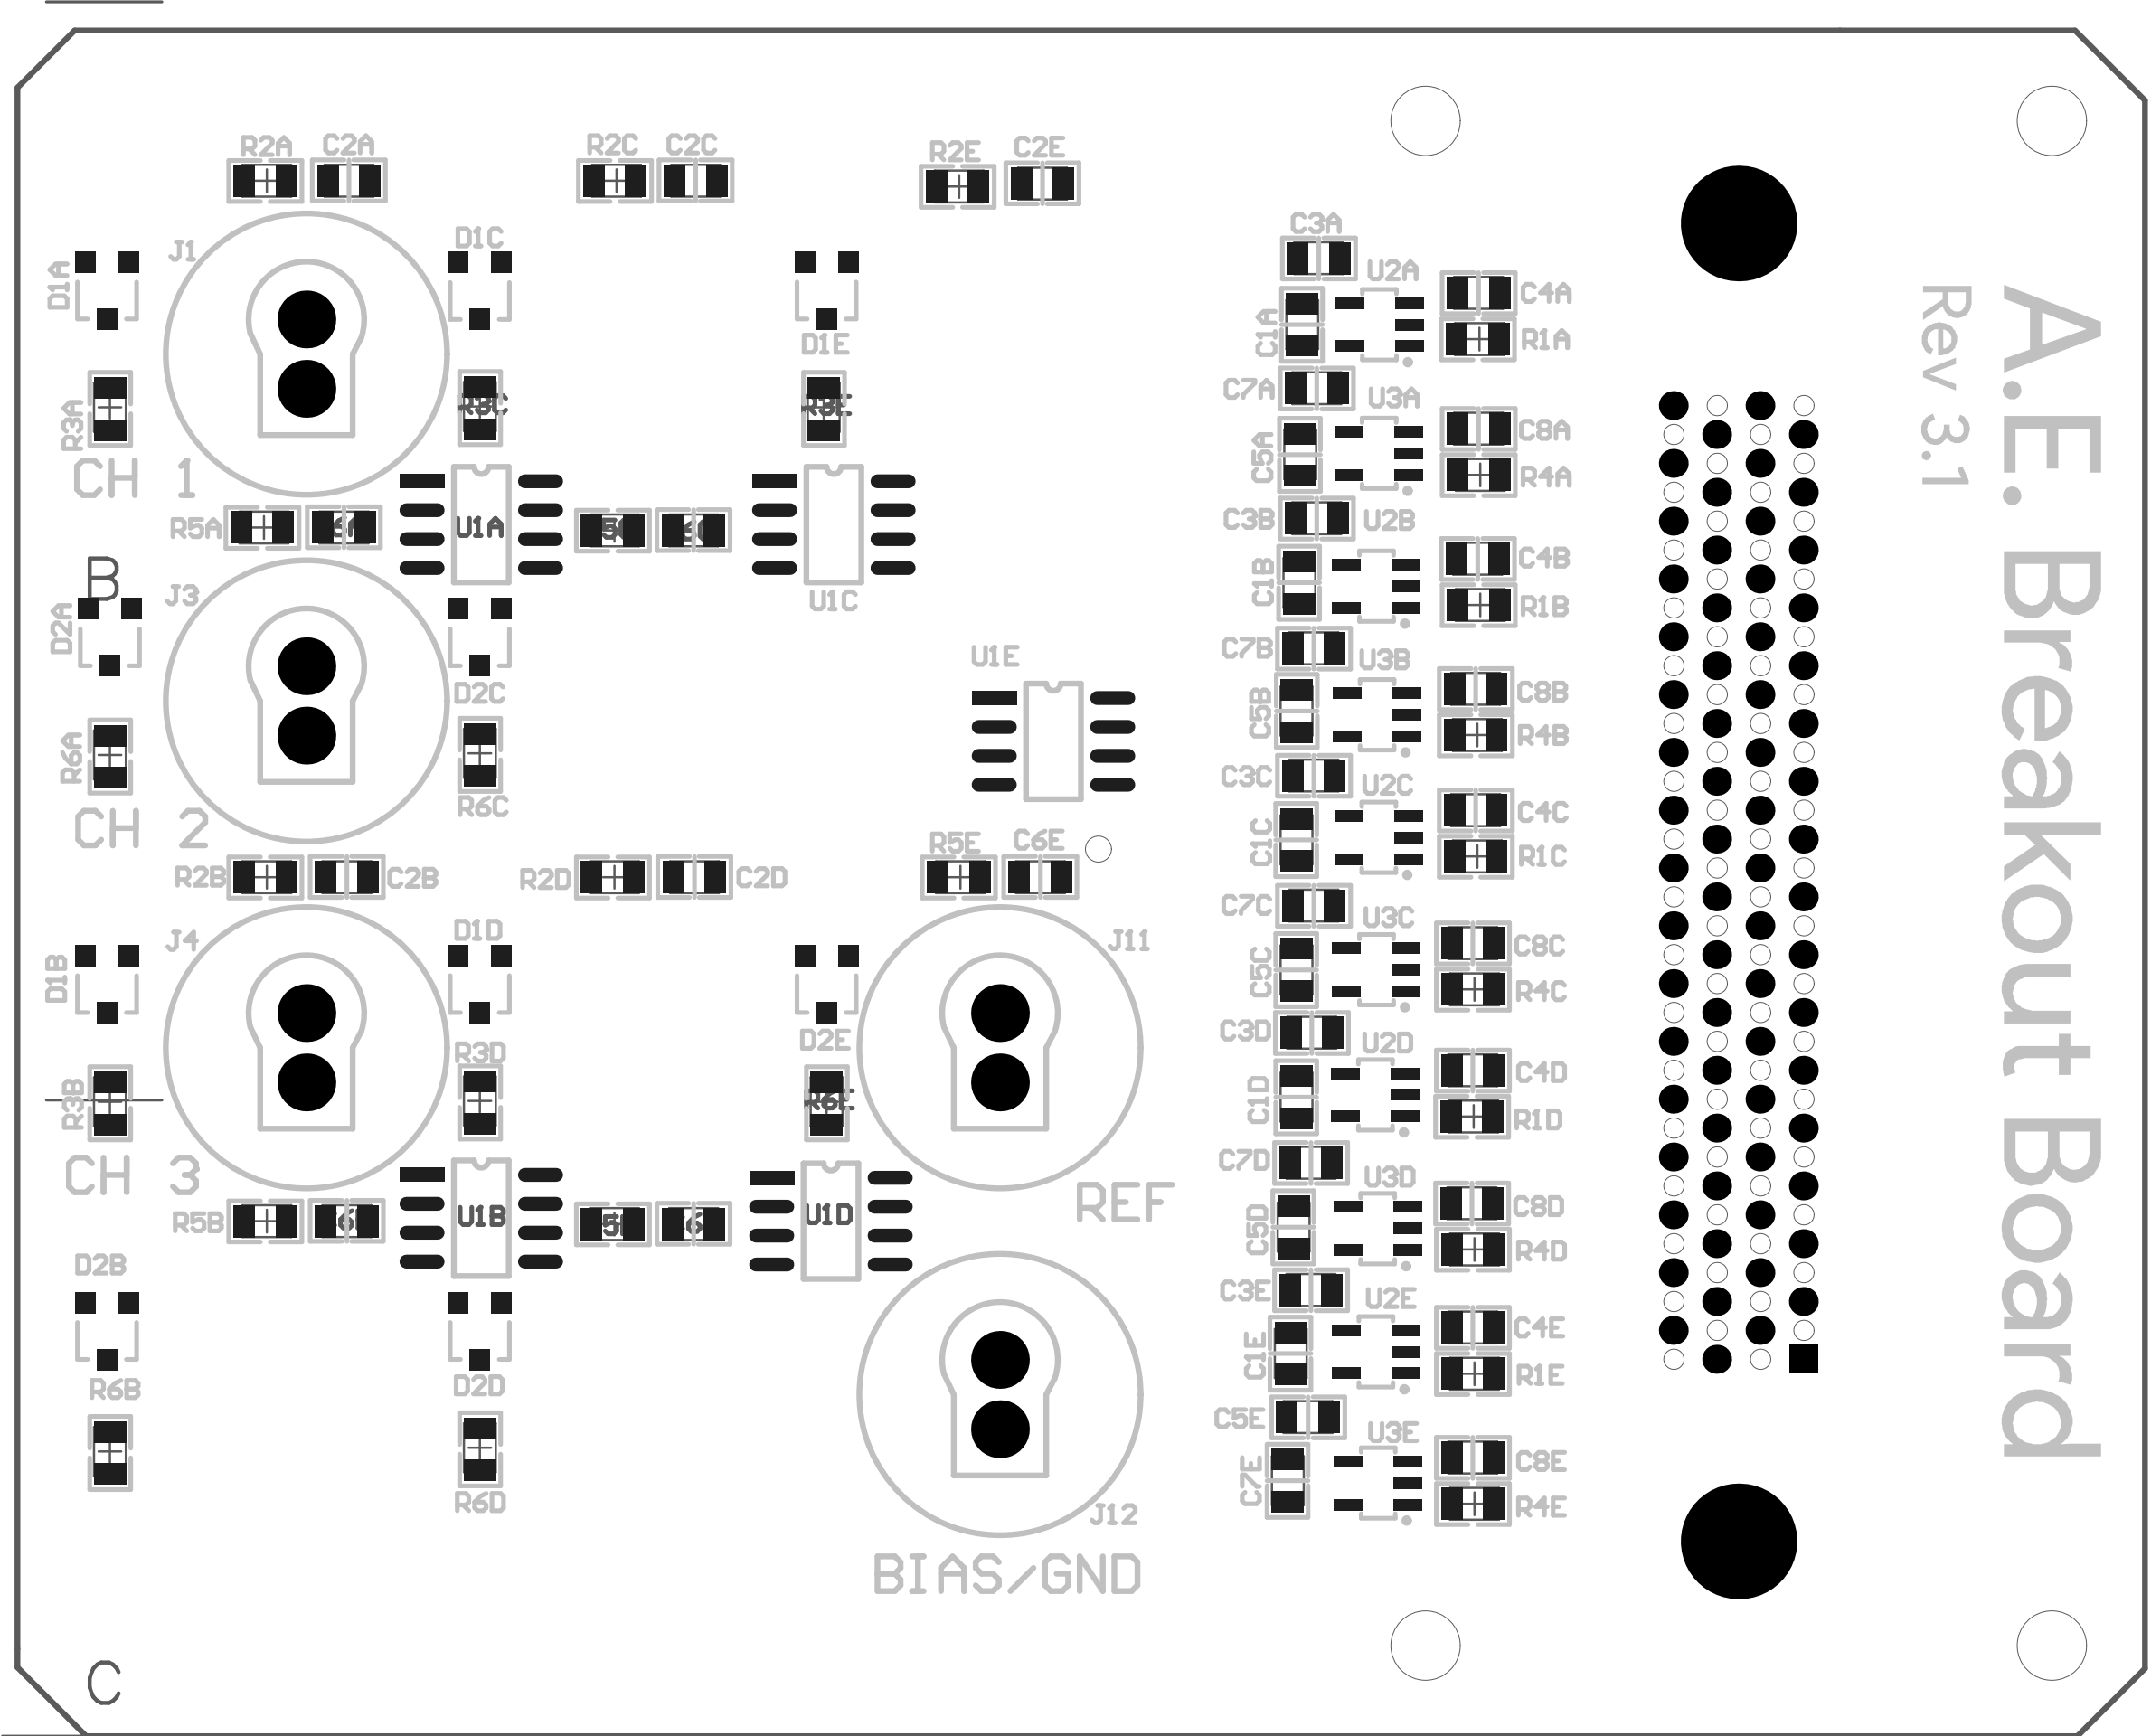 R2A C2A R2C C2C R2E C2E
C3A
J1 D1C
D1A U2A C4A
C1A R1A
D1E
C7A U3A
R3A R3C R3E
C8A
C5A R4A
CH 1
R5A U1A C3B U2B
B
C4B
C1B
J3 U1C R1B
D2A
C7B U3B
U1E
D2C C8B
C5B R4B
R6A
C3C U2C
R6C C4C
CH 2 C1C
R5E C6E R1C
R2B C2B R2D C2D
C7C U3C
J4 D1D J11
C8C
D1B C5C R4C
C3D U2D
R3D D2E
C4D
R3B R6E C1D R1D
C7D U3D
CH 3
REF
C8D
R5B U1B U1D C5D
R4D
D2B
C3E U2E
C4E
C1E
R6B D2D R1E
C5E U3E
C8E
C7E
R6D J12 R4E
BIAS/GND
C
A.E. Breakout Board
Rev 3.1